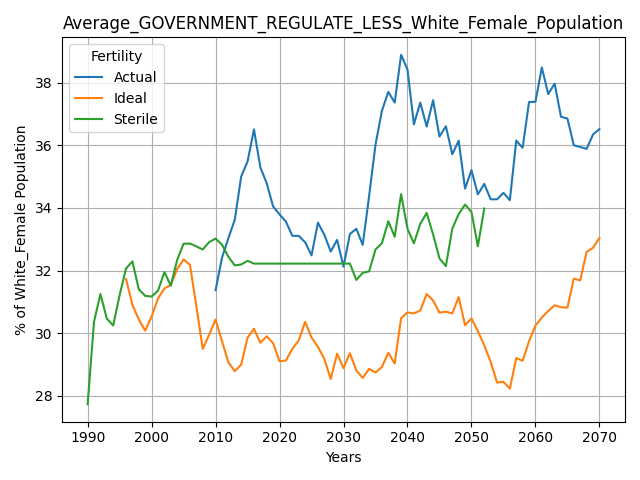 Average_GOVERNMENT_REGULATE_LESS_White_Female_Population
Fertility
Actual
Ideal
Sterile
% of White_Female Population
38
36
34
32
30
28
1990 2000 2010 2020 2030 2040 2050 2060 2070
Years